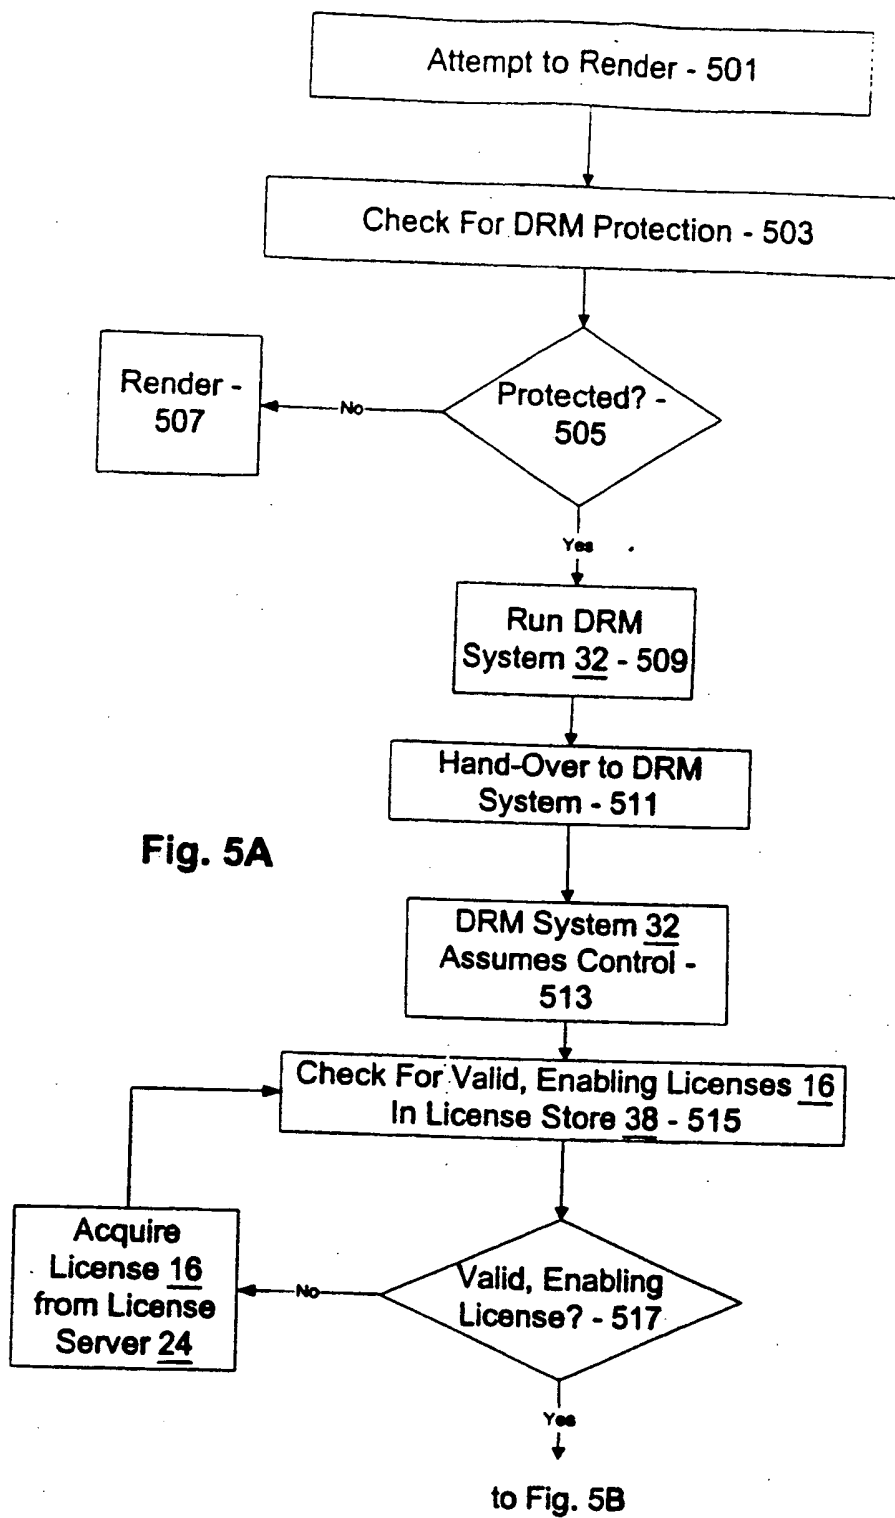 Attempt to Render - 501
Check For DRM Protection - 503
Render -
507
No
Protected? -
505
Yes
Run DRM
System 32 - 509
Hand-Over to DRM
System - 511
Fig. 5A
DRM System 32
Assumes Control -
513
Check For Valid, Enabling Licenses 16
In License Store 38 - 515
Acquire
License 16
from License
Server 24
No
Valid, Enabling
License? - 517
Yes
to Fig. 5B